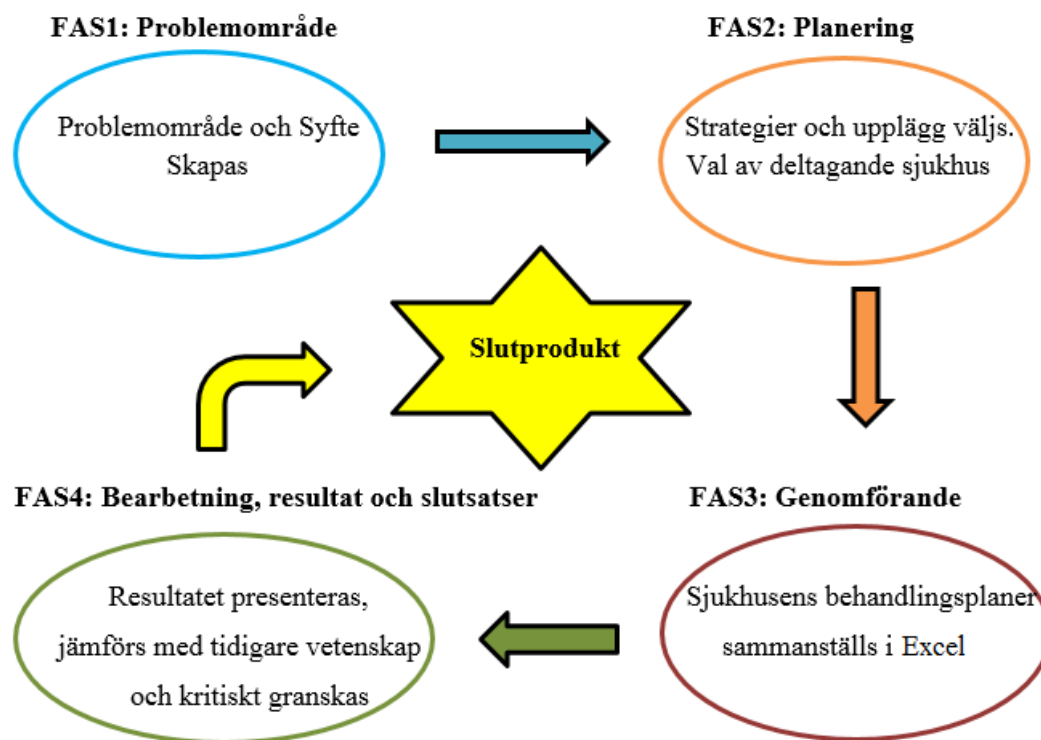 FAS1: Problemområde
Problemområde och Syfte
Skapas
FAS2: Planering
Strategier och upplägg väljs.
Val av deltagande sjukhus
Slutprodukt
FAS3: Genomförande
Sjukhusens behandlingsplaner
sammanställs i Excel
FAS4: Bearbetning, resultat och slutsatser
Resultatet presenteras,
jämförs med tidigare vetenskap
och kritiskt granskas